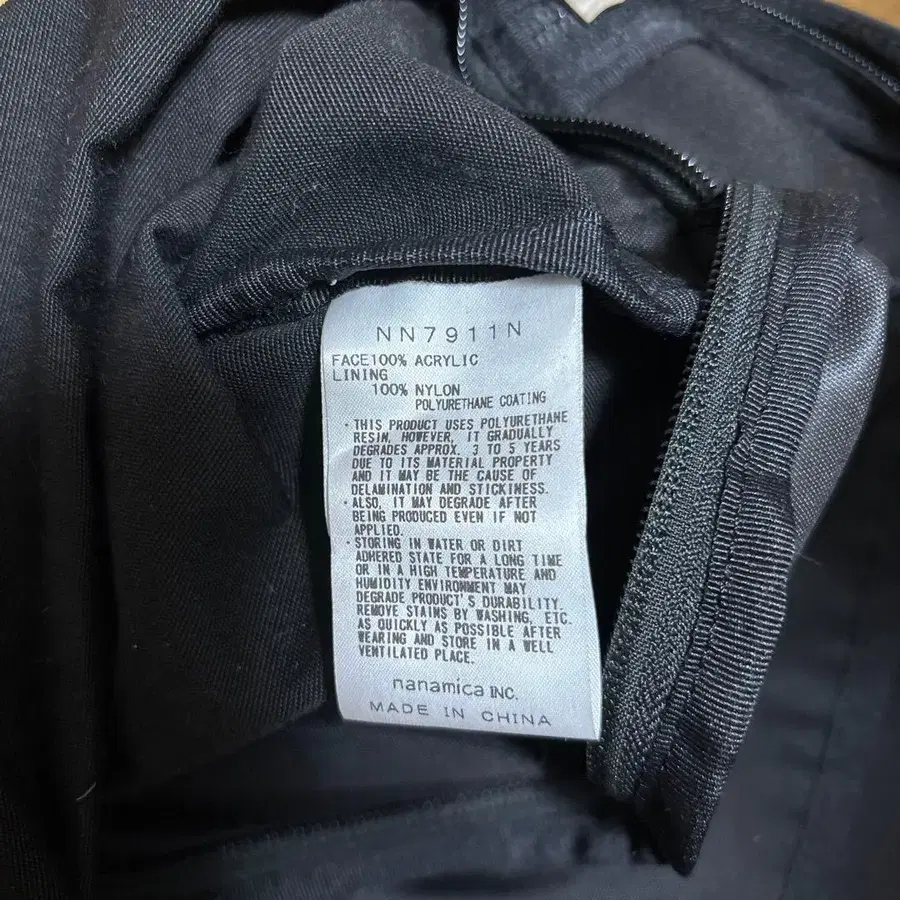 NN7911N
FACE100% ACRYLIC
LINING
100% NYLON
POLYURETHANE COATING
・THIS PRODUCT USES POLYURETHANE
RESIN, HOWEVER, IT GRADUALLY
DEGRADES APPROX. 3 TO 5 YEARS
DUE TO ITS MATERIAL PROPERTY
AND IT MAY BE THE CAUSE OF
DELAMINATION AND STICKINESS.
・ALSO, IT MAY DEGRADE AFTER
BEING PRODUCED EVEN IF NOT
APPLIED.
・STORING IN WATER OR DIRT
ADHERED STATE FOR A LONG TIME
OR IN A HIGH TEMPERATURE AND
HUMIDITY ENVIRONMENT MAY
DEGRADE PRODUCT'S DURABILITY.
REMOVE STAINS BY WASHING, ETC.
AS QUICKLY AS POSSIBLE AFTER
WEARING AND STORE IN A WELL
VENTILATED PLACE.
nanamica INC.
MADE IN CHINA